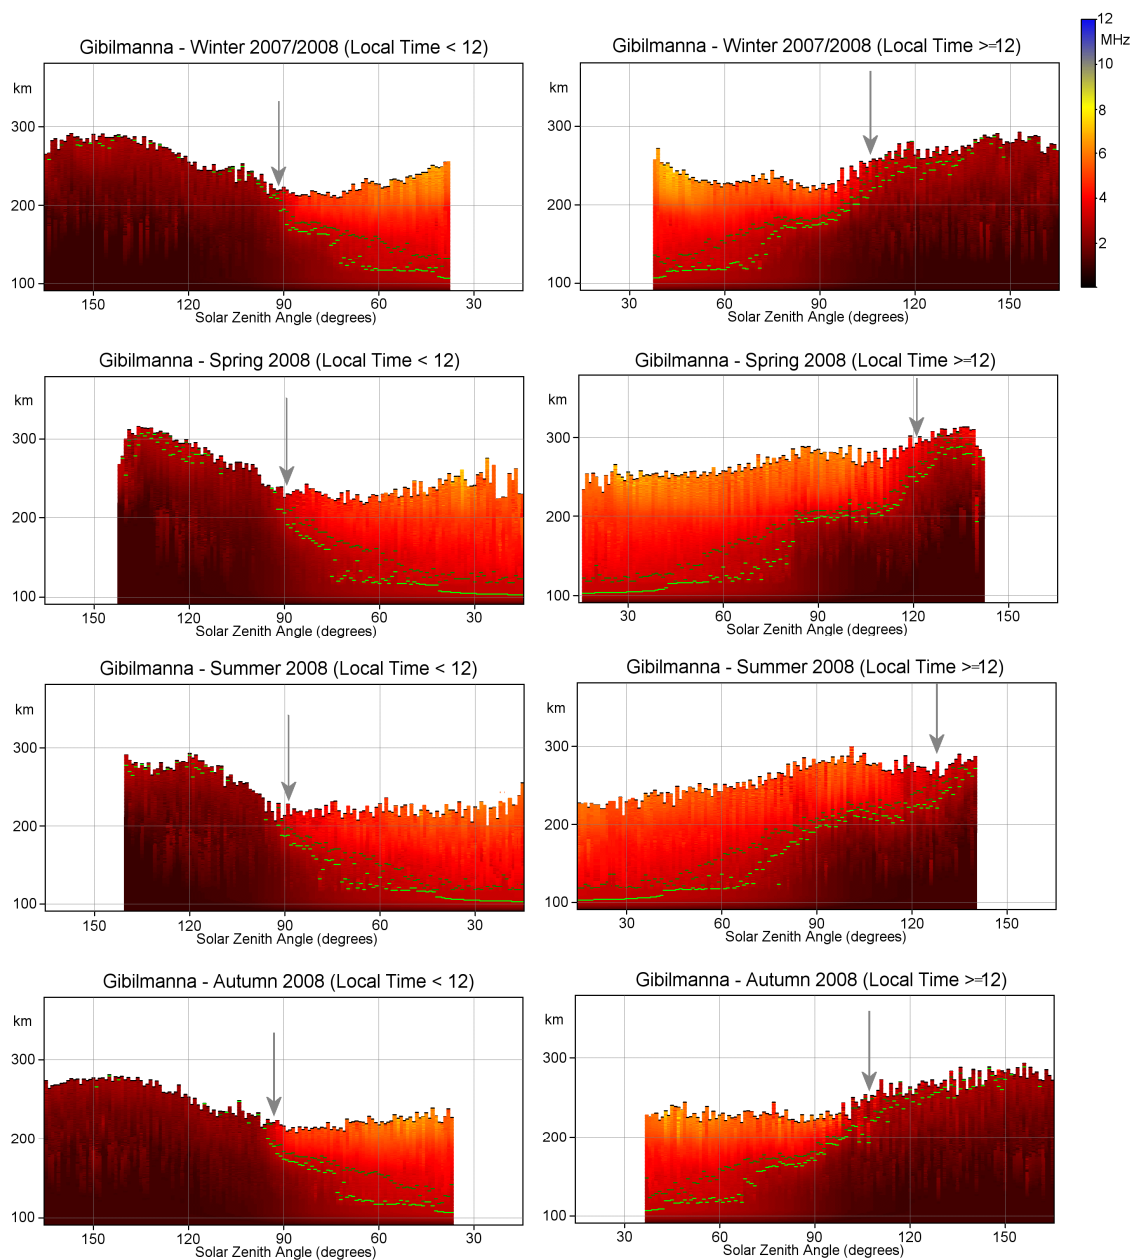 Gibilmanna - Winter 2007/2008 (Local Time < 12)
km
300
200
100
150 120 90 60 30
Solar Zenith Angle (degrees)
Gibilmanna - Winter 2007/2008 (Local Time >=12)
km
300
200
100
30 60 90 120 150
Solar Zenith Angle (degrees)
12
MHz
10
8
6
4
2
Gibilmanna - Spring 2008 (Local Time < 12)
km
300
200
100
150 120 90 60 30
Solar Zenith Angle (degrees)
Gibilmanna - Spring 2008 (Local Time >=12)
km
300
200
100
30 60 90 120 150
Solar Zenith Angle (degrees)
Gibilmanna - Summer 2008 (Local Time < 12)
km
300
200
100
150 120 90 60 30
Solar Zenith Angle (degrees)
Gibilmanna - Summer 2008 (Local Time >=12)
km
300
200
100
30 60 90 120 150
Solar Zenith Angle (degrees)
Gibilmanna - Autumn 2008 (Local Time < 12)
km
300
200
100
150 120 90 60 30
Solar Zenith Angle (degrees)
Gibilmanna - Autumn 2008 (Local Time >=12)
km
300
200
100
30 60 90 120 150
Solar Zenith Angle (degrees)